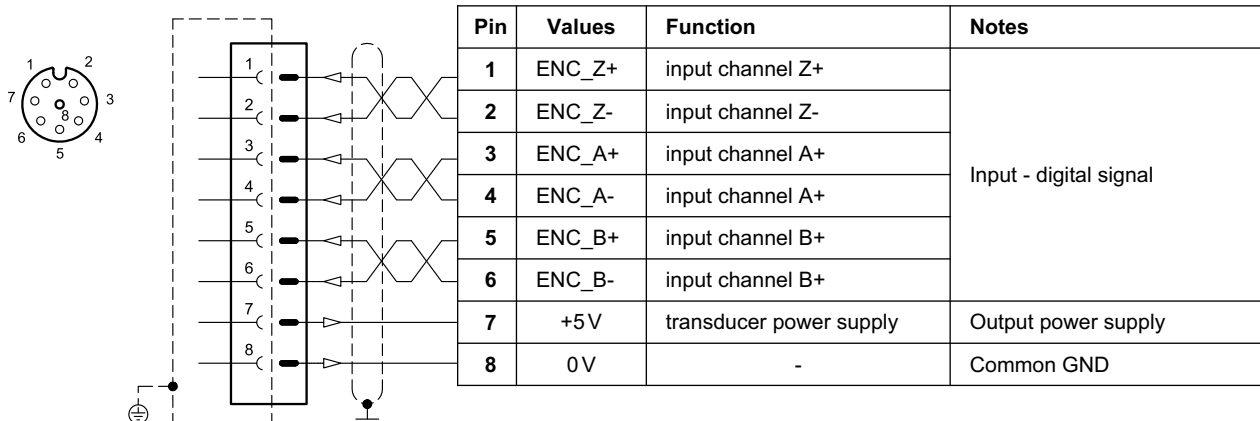 1 2
7 8 3
6 4
5
1
2
3
4
5
6
7
8
Pin Values Function Notes
1 ENC_Z+ input channel Z+
2 ENC_Z- input channel Z-
3 ENC_A+ input channel A+
Input - digital signal
4 ENC_A- input channel A+
5 ENC_B+ input channel B+
6 ENC_B- input channel B+
7 +5V transducer power supply Output power supply
8 0V - Common GND